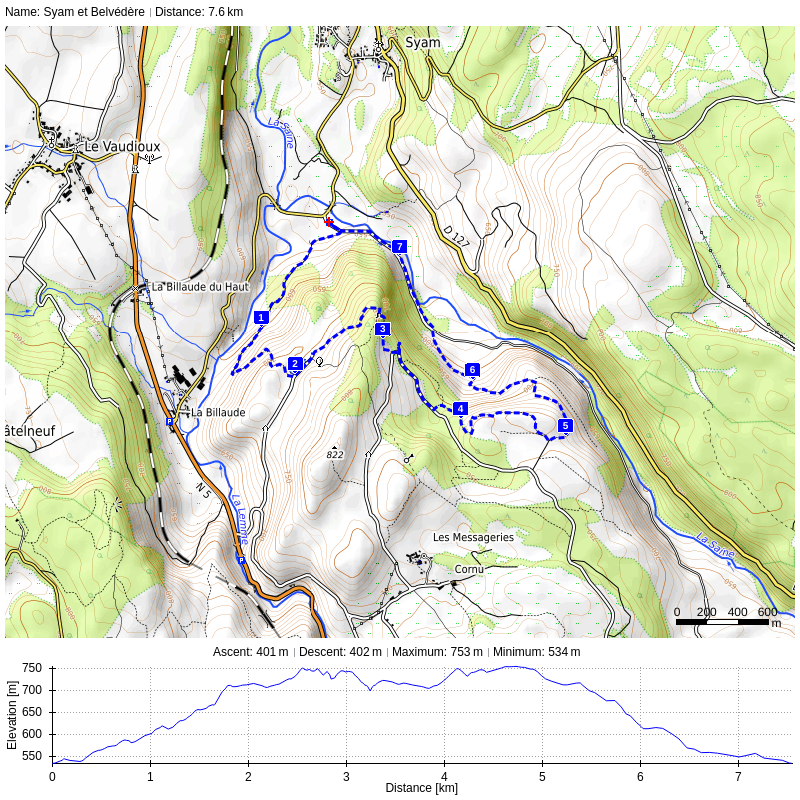 Name: Syam et Belvédère | Distance: 7.6 km
Syam
La Saine
Le Vaudioux
D 127
La Billaude du Haut
7
1
3
2
6
La Billaude
4
5
âtelneuf
822
N 5
La Lemme
Les Messageries
La Saine
Cornu
0 200 400 600
m
Ascent: 401 m | Descent: 402 m | Maximum: 753 m | Minimum: 534 m
Elevation [m]
750
700
650
600
550
0 1 2 3 4 5 6 7
Distance [km]